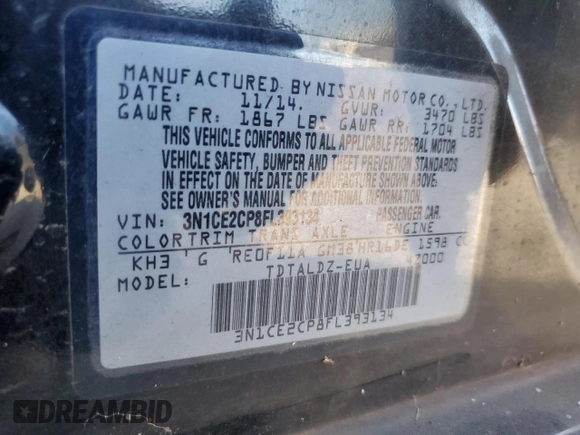 MANUFACTURED BY NISSAN MOTOR CO., LTD.
DATE: 11/14. GVWR: 3470 LBS
GAWR FR: 1867 LBS GAWR RR: 1704 LBS
THIS VEHICLE CONFORMS TO ALL APPLICABLE FEDERAL MOTOR
VEHICLE SAFETY, BUMPER AND THEFT PREVENTION STANDARDS
IN EFFECT ON THE DATE OF MANUFACTURE SHOWN ABOVE.
SEE OWNER'S MANUAL FOR ADDITIONAL INFORMATION.
VIN: 3N1CE2CP8FL393134 PASSENGER CAR.
COLOR TRIM TRANS AXLE ENGINE
KH3 G RE0F11A GM38 HR16DE 1598 CC
MODEL: TDTALDZ-EUA
3N1CE2CP8FL393134
DREAMBID